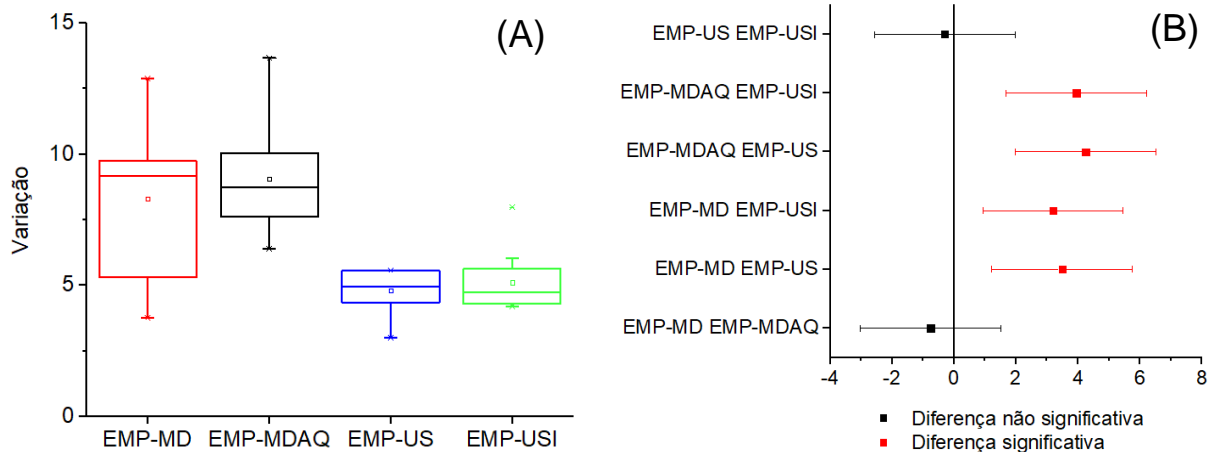 (A)
15
10
5
0
Variação
EMP-MD EMP-MDAQ EMP-US EMP-USI
(B)
EMP-US EMP-USI
EMP-MDAQ EMP-USI
EMP-MDAQ EMP-US
EMP-MD EMP-USI
EMP-MD EMP-US
EMP-MD EMP-MDAQ
-4 -2 0 2 4 6 8
Diferença não significativa
Diferença significativa